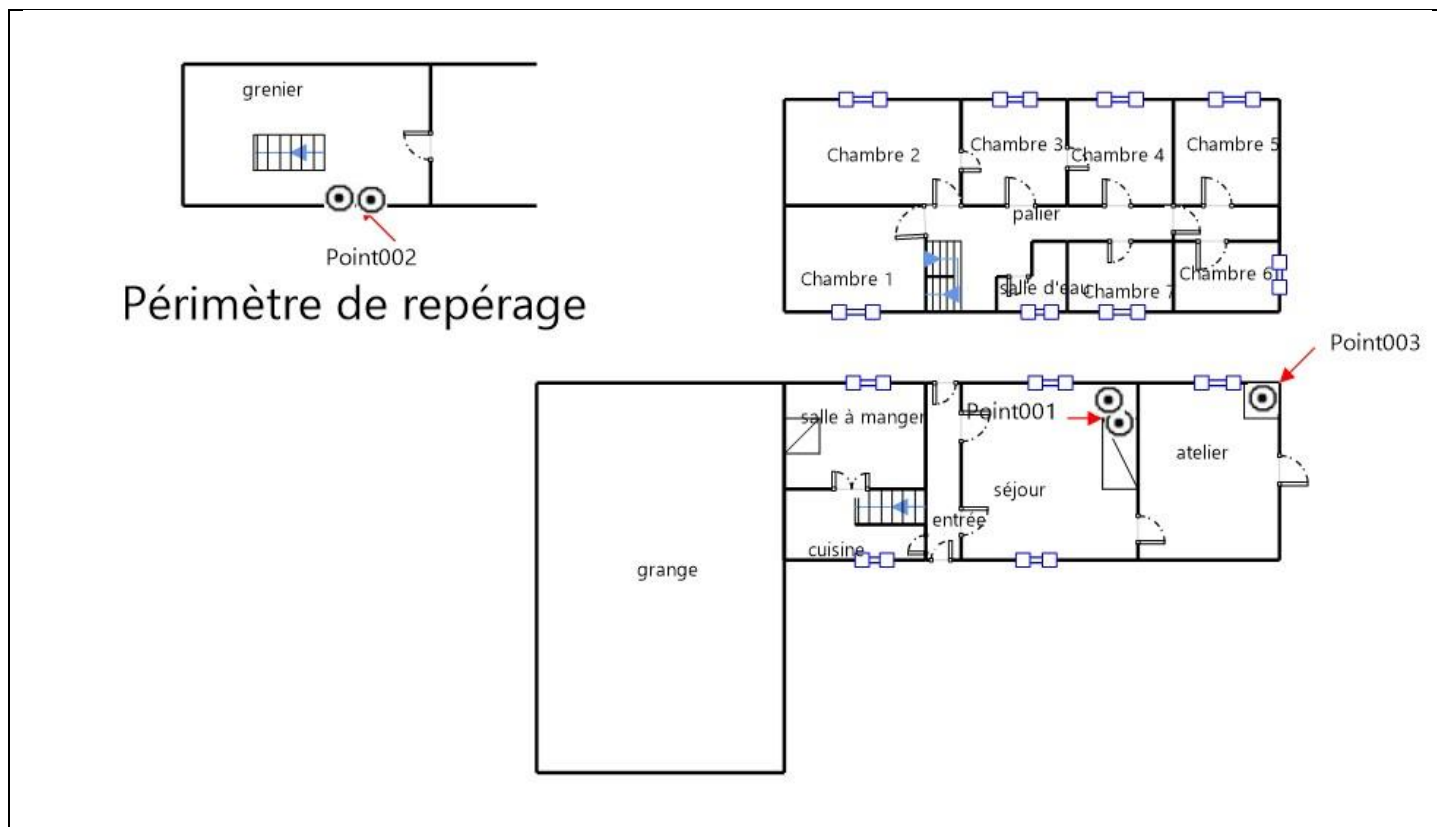 grenier
Point002
Périmètre de repérage
Chambre 2
Chambre 3
Chambre 4
Chambre 5
palier
Chambre 1
salle d'eau
Chambre 7
Chambre 6
Point003
salle à manger
Point001
atelier
séjour
entrée
cuisine
grange